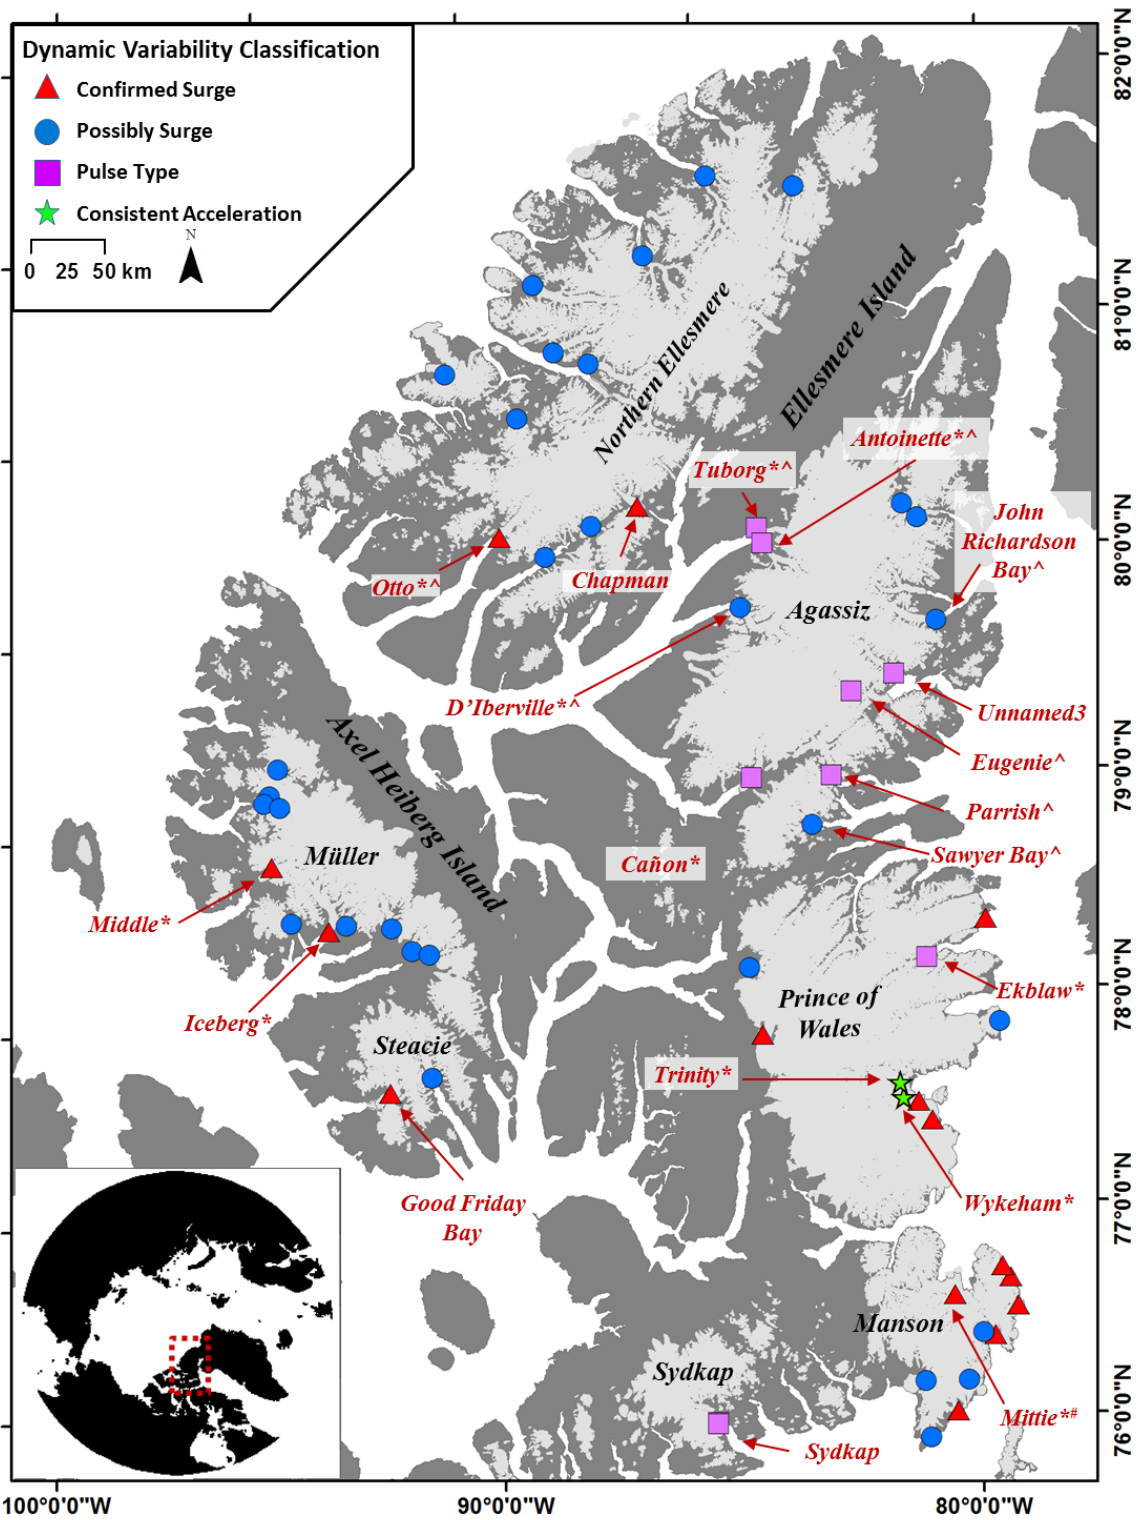 Dynamic Variability Classification
Confirmed Surge
Possibly Surge
Pulse Type
Consistent Acceleration
N
0 25 50 km
82°0'0"N
81°0'0"N
80°0'0"N
79°0'0"N
78°0'0"N
77°0'0"N
76°0'0"N
Northern Ellesmere
Ellesmere Island
Antoinette*^
Tuborg*^
John
Richardson
Bay^
Otto*^
Chapman
Agassiz
D'Iberville*^
Unnamed3
Eugenie^
Axel Heiberg Island
Parrish^
Sawyer Bay^
Müller
Cañon*
Middle*
Ekblaw*
Prince of
Wales
Iceberg*
Steacie
Trinity*
Good Friday
Bay
Wykeham*
Manson
Sydkap
Mittie*#
Sydkap
100°0'0"W
90°0'0"W
80°0'0"W